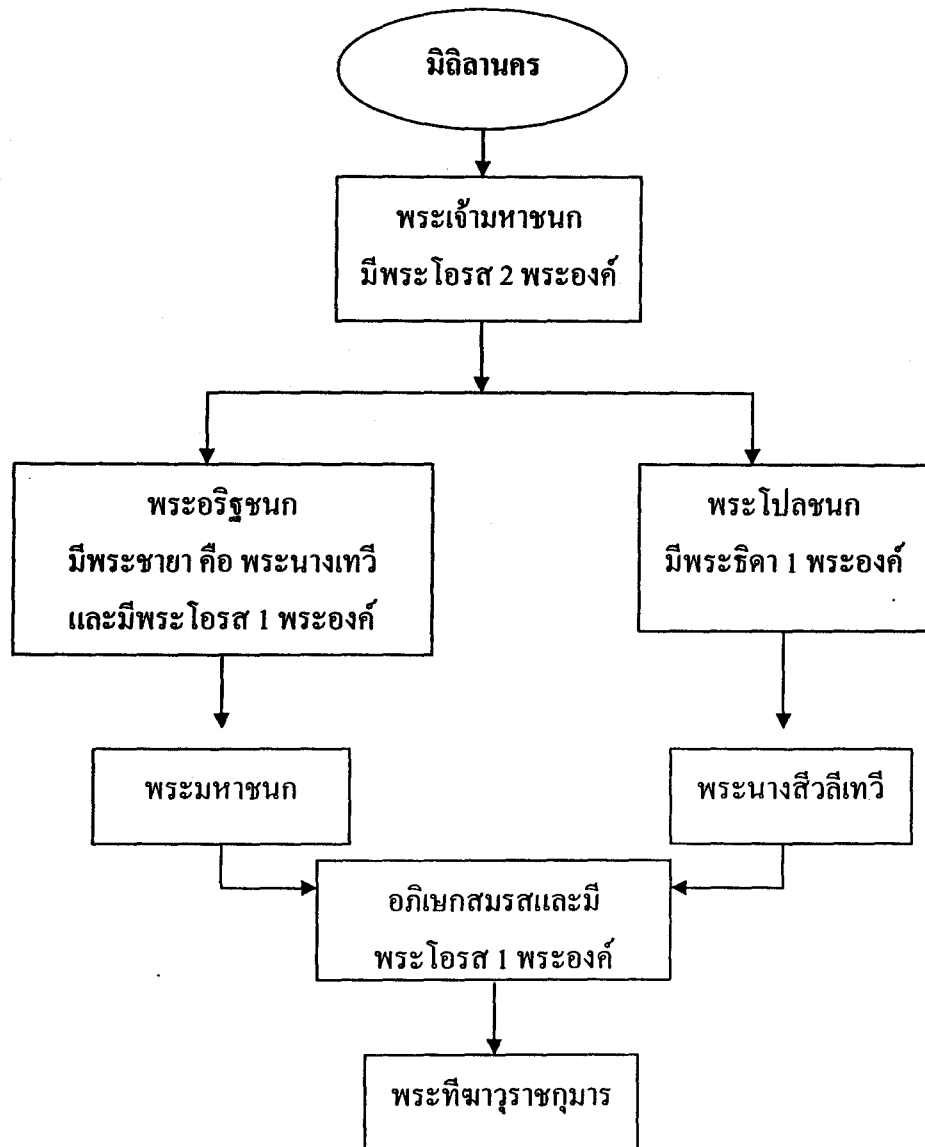 มิถิลานคร
พระเจ้ามหาชนก
มีพระโอรส 2 พระองค์
พระอริฐชนก
มีพระชายา คือ พระนางเทวี
และมีพระโอรส 1 พระองค์
พระโปลชนก
มีพระธิดา 1 พระองค์
พระมหาชนก
พระนางสีวลีเทวี
อภิเษกสมรสและมี
พระโอรส 1 พระองค์
พระทีฆาวุราชกุมาร